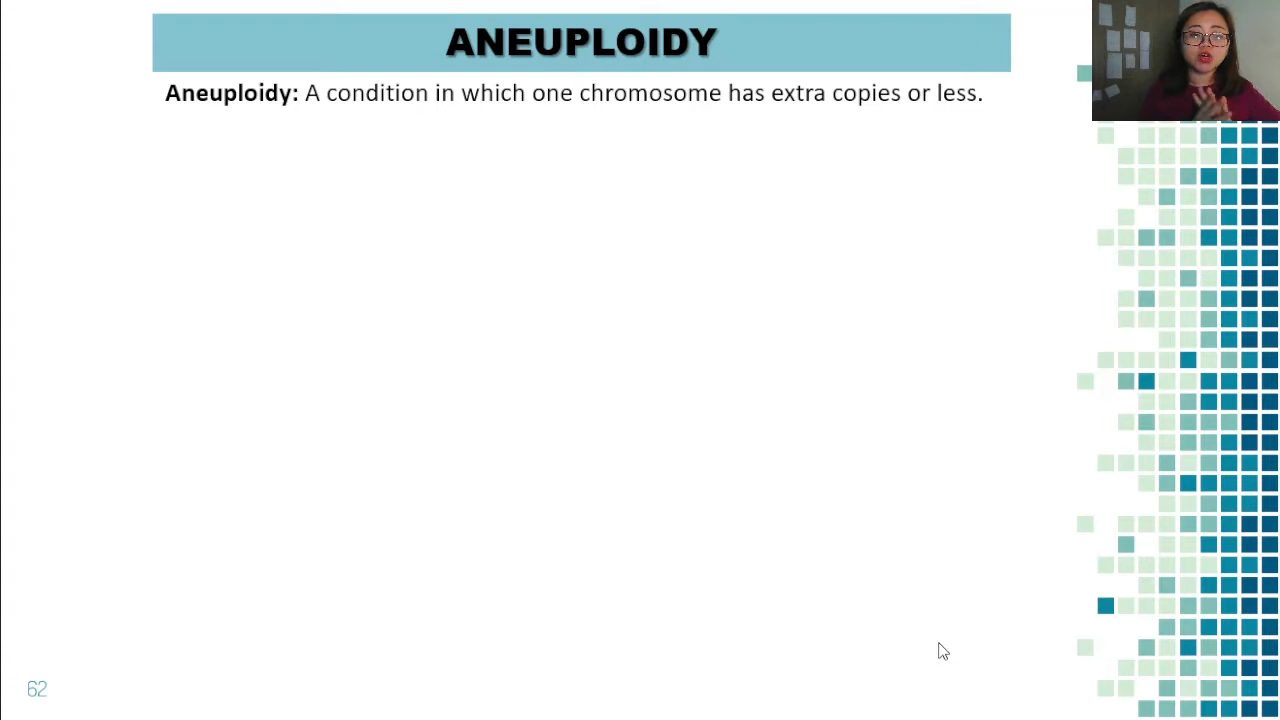 ANEUPLOIDY
Aneuploidy: A condition in which one chromosome has extra copies or less.
62